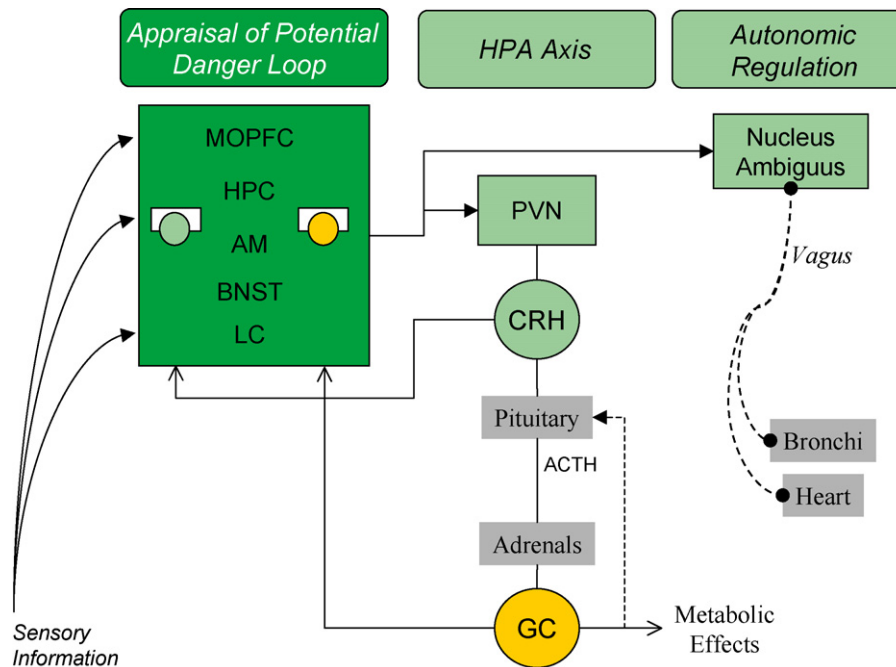 Appraisal of Potential
Danger Loop
HPA Axis
Autonomic
Regulation
MOPFC
HPC
AM
BNST
LC
PVN
CRH
Pituitary
ACTH
Adrenals
GC
Metabolic
Effects
Nucleus
Ambiguus
Vagus
Bronchi
Heart
Sensory
Information